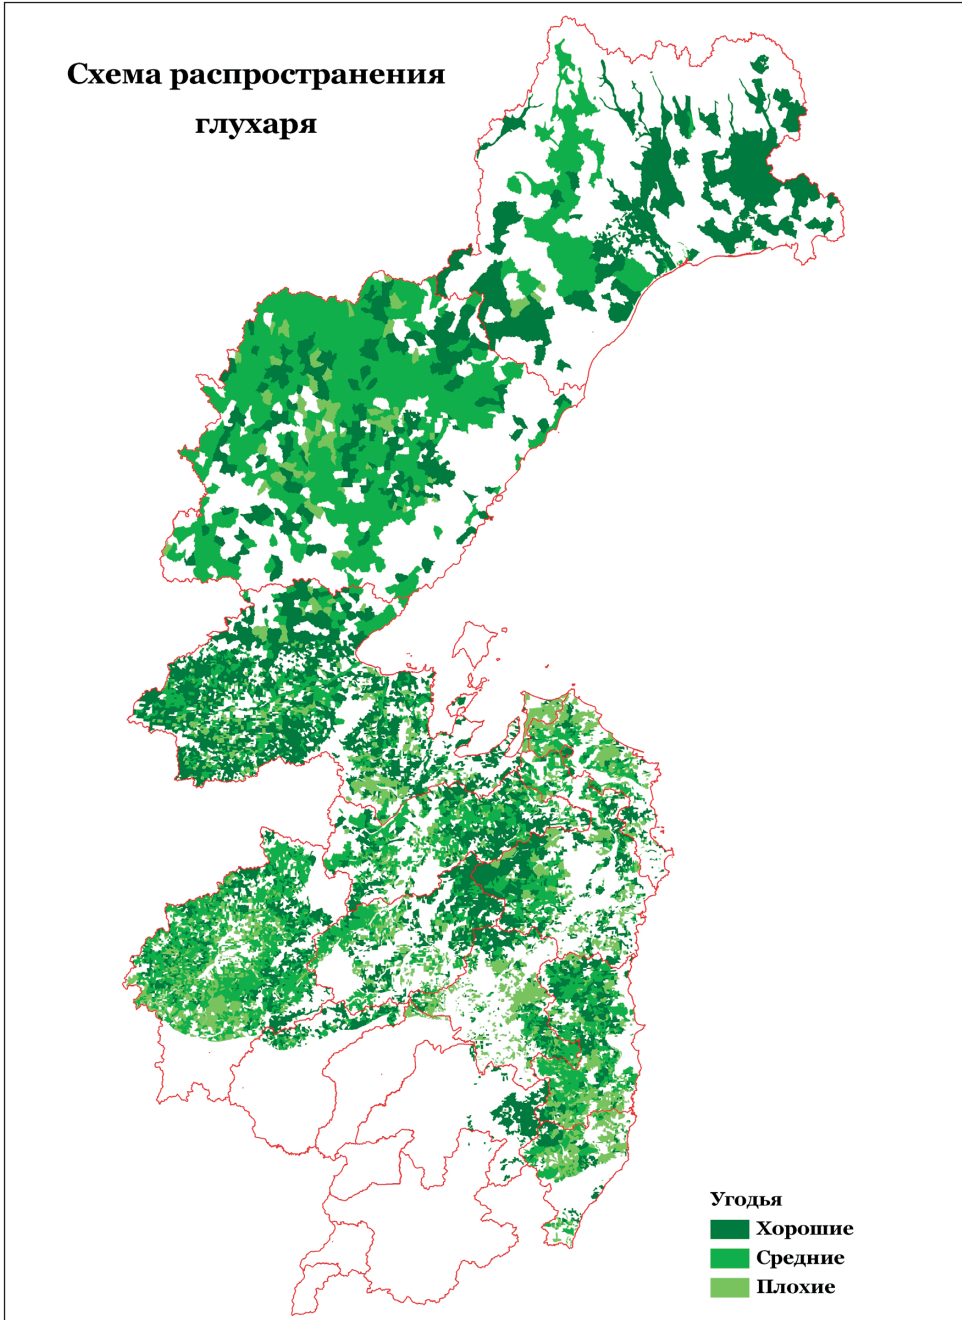 Схема распространения
глухаря
Угодья
Хорошие
Средние
Плохие